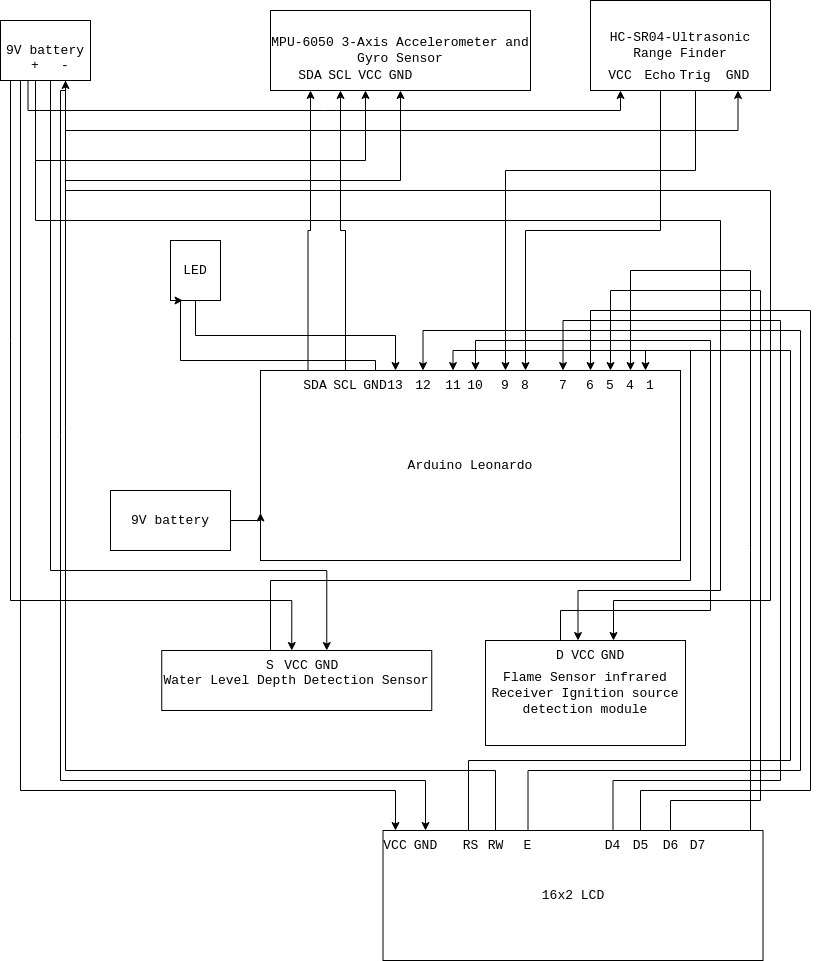 9V battery
+ -
MPU-6050 3-Axis Accelerometer and
Gyro Sensor
SDA SCL VCC GND
HC-SR04-Ultrasonic
Range Finder
VCC Echo Trig GND
LED
SDA SCL GND 13 12 11 10 9 8 7 6 5 4 1
Arduino Leonardo
9V battery
S VCC GND
Water Level Depth Detection Sensor
D VCC GND
Flame Sensor infrared
Receiver Ignition source
detection module
VCC GND RS RW E D4 D5 D6 D7
16x2 LCD